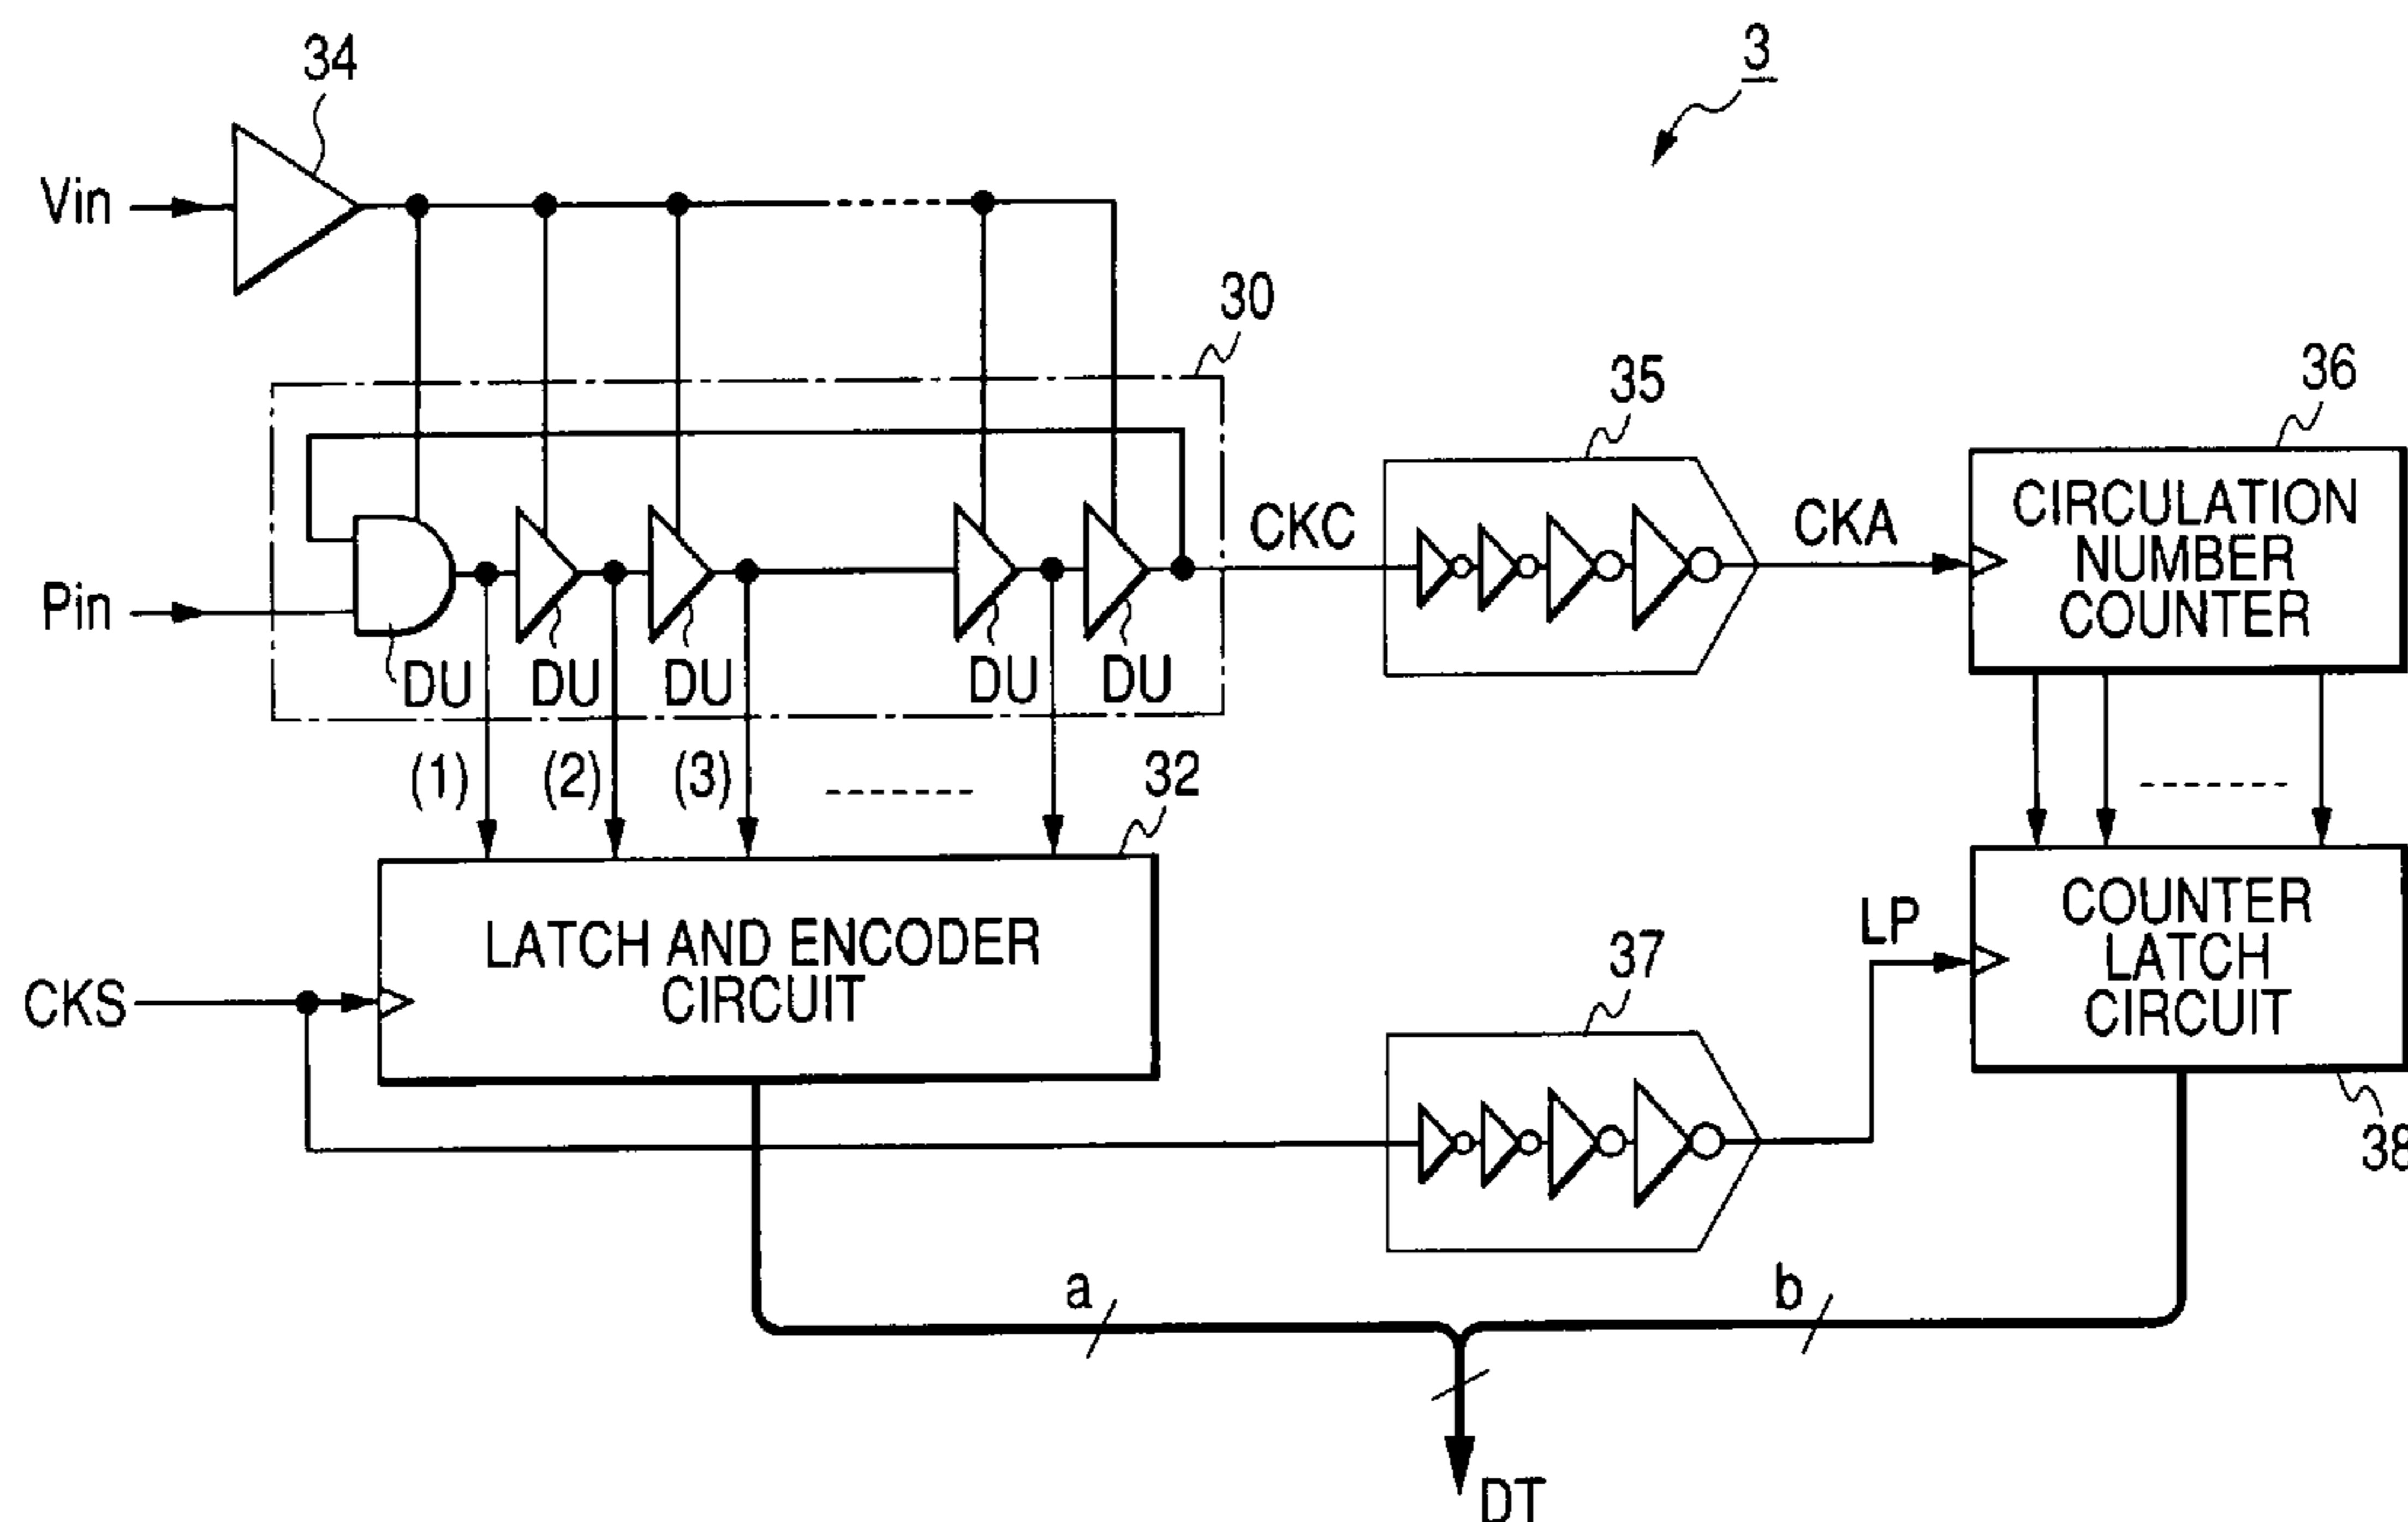 34
3
Vin
30
35
36
CKC
CKA
CIRCULATION
NUMBER
COUNTER
Pin
DU
DU
DU
DU
DU
(1)
(2)
(3)
32
LATCH AND ENCODER
CIRCUIT
LP
COUNTER
LATCH
CIRCUIT
37
CKS
38
a
b
DT